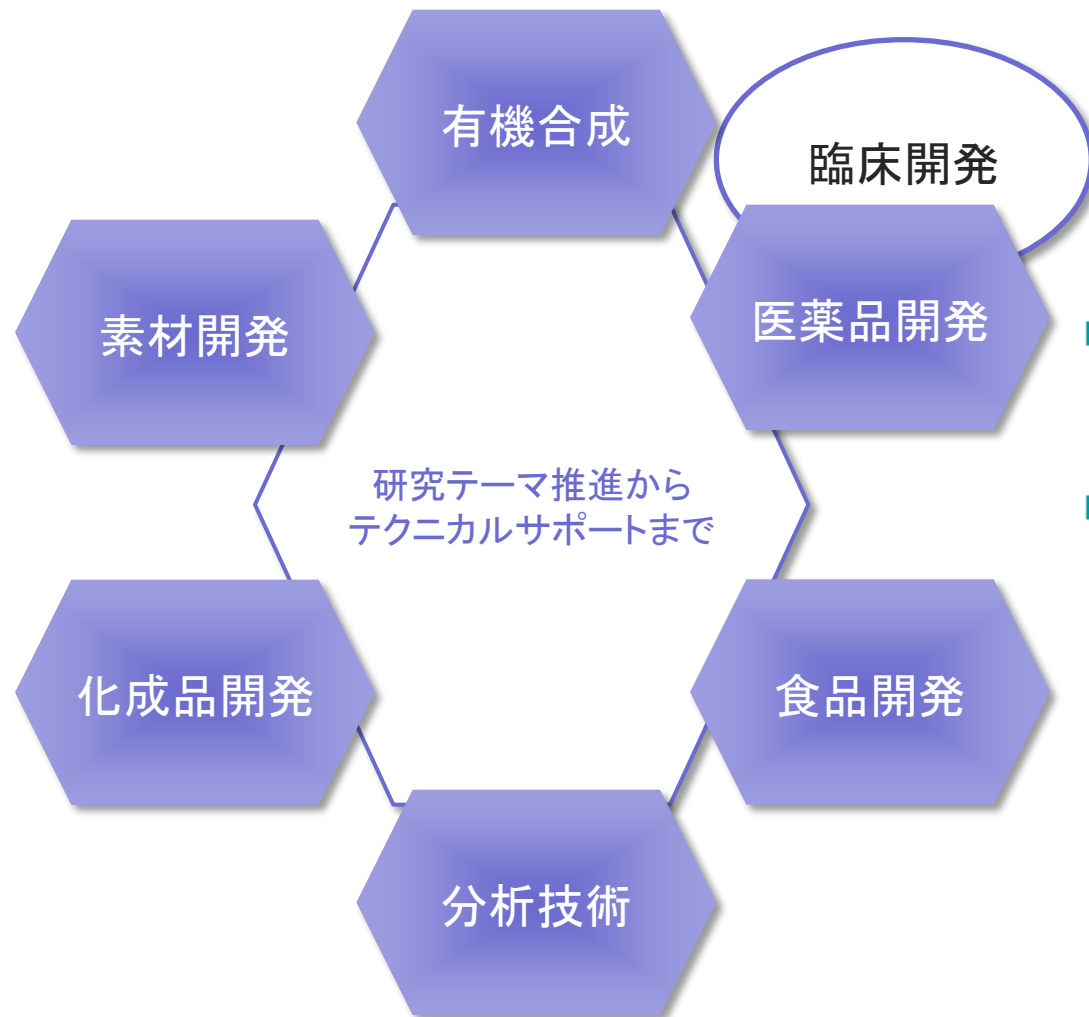 有機合成
臨床開発
素材開発
医薬品開発
研究テーマ推進から
テクニカルサポートまで
化成品開発
食品開発
分析技術